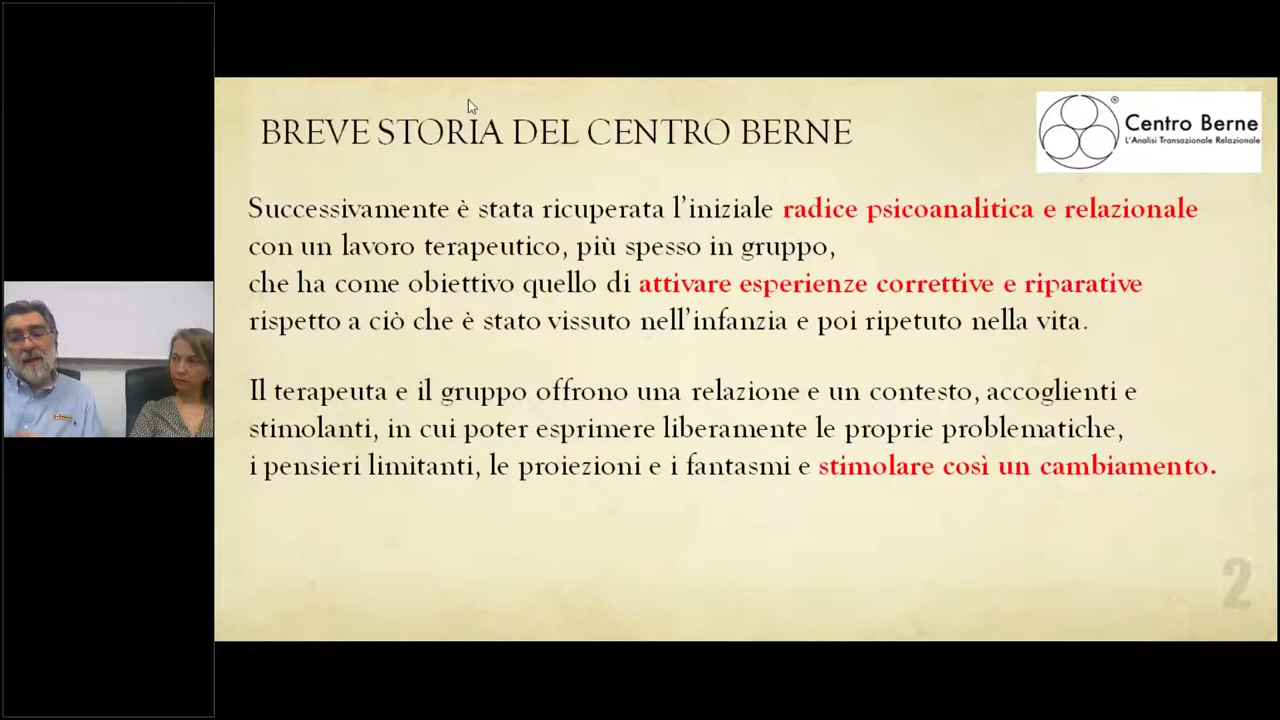 BREVE STORIA DEL CENTRO BERNE
®
Centro Berne
L'Analisi Transazionale Relazionale
Successivamente è stata ricuperata l'iniziale radice psicoanalitica e relazionale
con un lavoro terapeutico, più spesso in gruppo,
che ha come obiettivo quello di attivare esperienze correttive e riparative
rispetto a ciò che è stato vissuto nell'infanzia e poi ripetuto nella vita.
Il terapeuta e il gruppo offrono una relazione e un contesto, accoglienti e
stimolanti, in cui poter esprimere liberamente le proprie problematiche,
i pensieri limitanti, le proiezioni e i fantasmi e stimolare così un cambiamento.
2